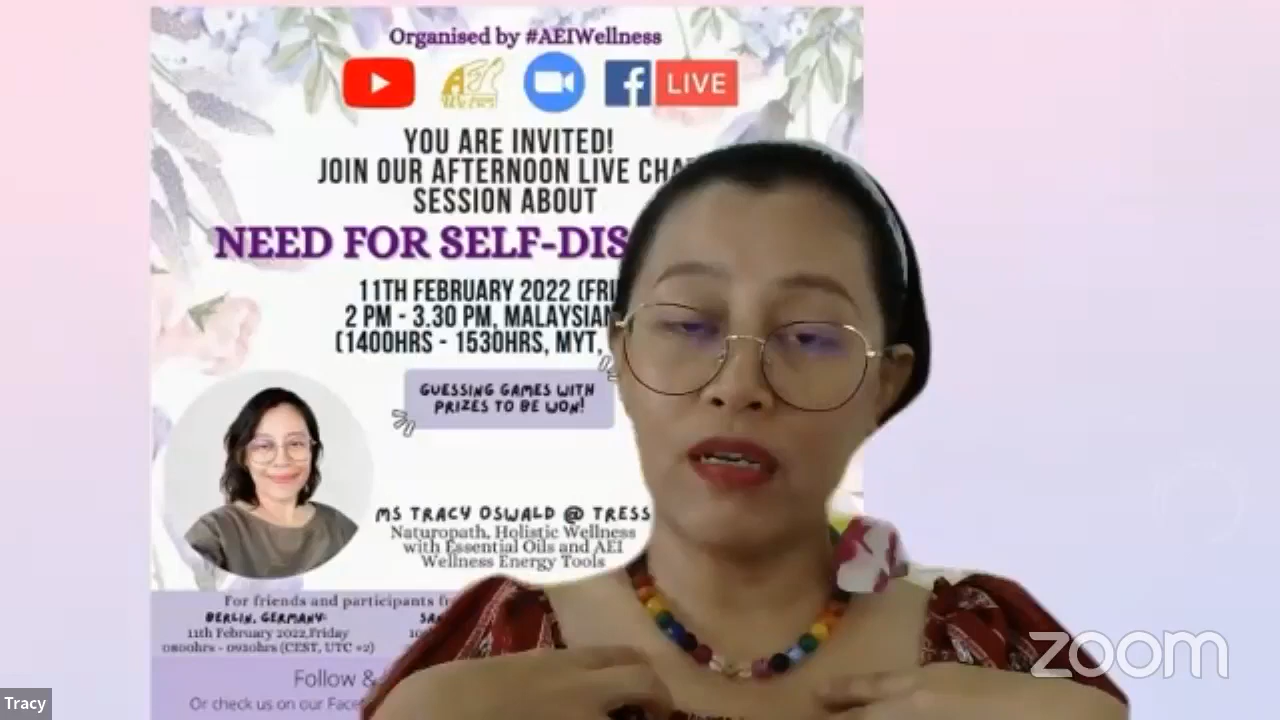 Organised by #AEIWellness
LIVE
YOU ARE INVITED!
JOIN OUR AFTERNOON LIVE CHA
SESSION ABOUT
NEED FOR SELF-DIS
11TH FEBRUARY 2022 (FRI
2 PM - 3.30 PM, MALAYSIAN
(1400HRS - 1530HRS, MYT,
GUESSING GAMES WITH
PRIZES TO BE WON!
MS TRACY OSWALD @ TRESS
Naturopath, Holistic Wellness
with Essential Oils and AEI
Wellness Energy Tools
For friends and participants fr
BERLIN, GERMANY:
11th February 2022,Friday
0800hrs - 0930hrs (CEST, UTC +2)
Follow &
Or check us on our Face
zoom
Tracy